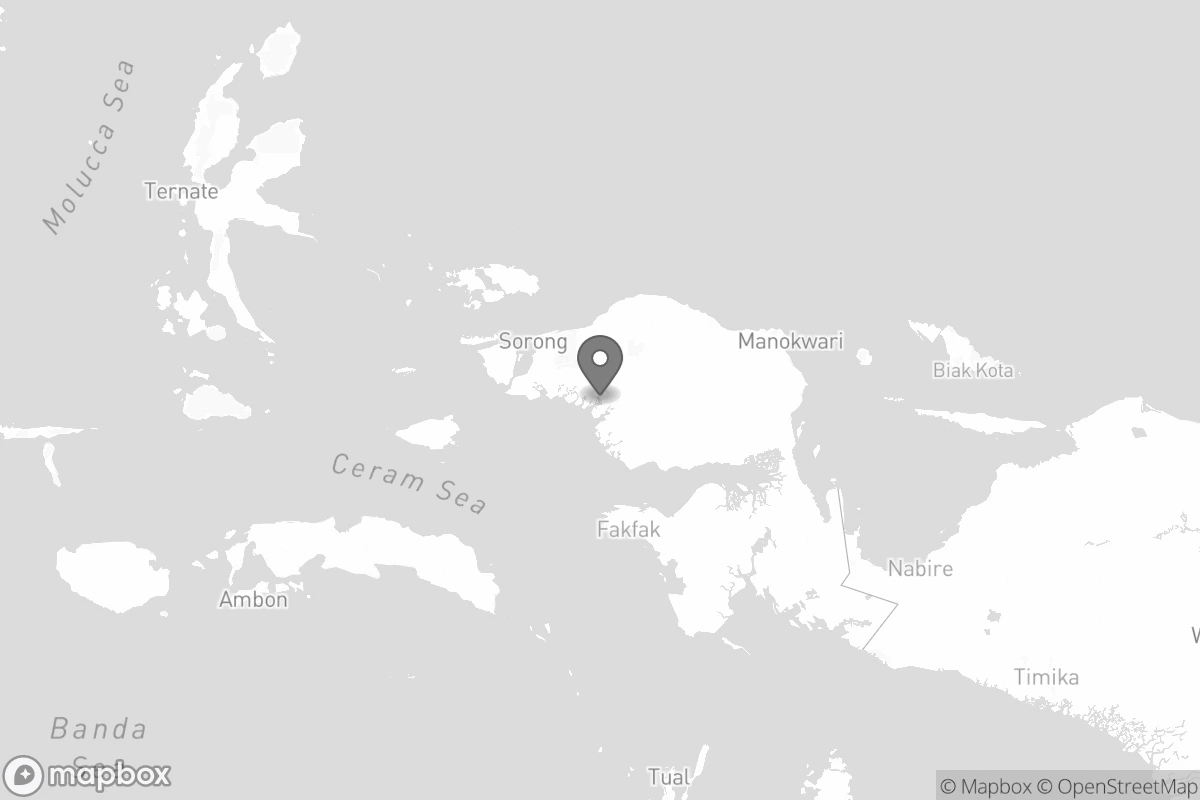 Molucca Sea
Ternate
Sorong
Manokwari
Biak Kota
Ceram Sea
Fakfak
Nabire
Ambon
Timika
Banda
Sea
mapbox
Tual
© Mapbox © OpenStreetMap